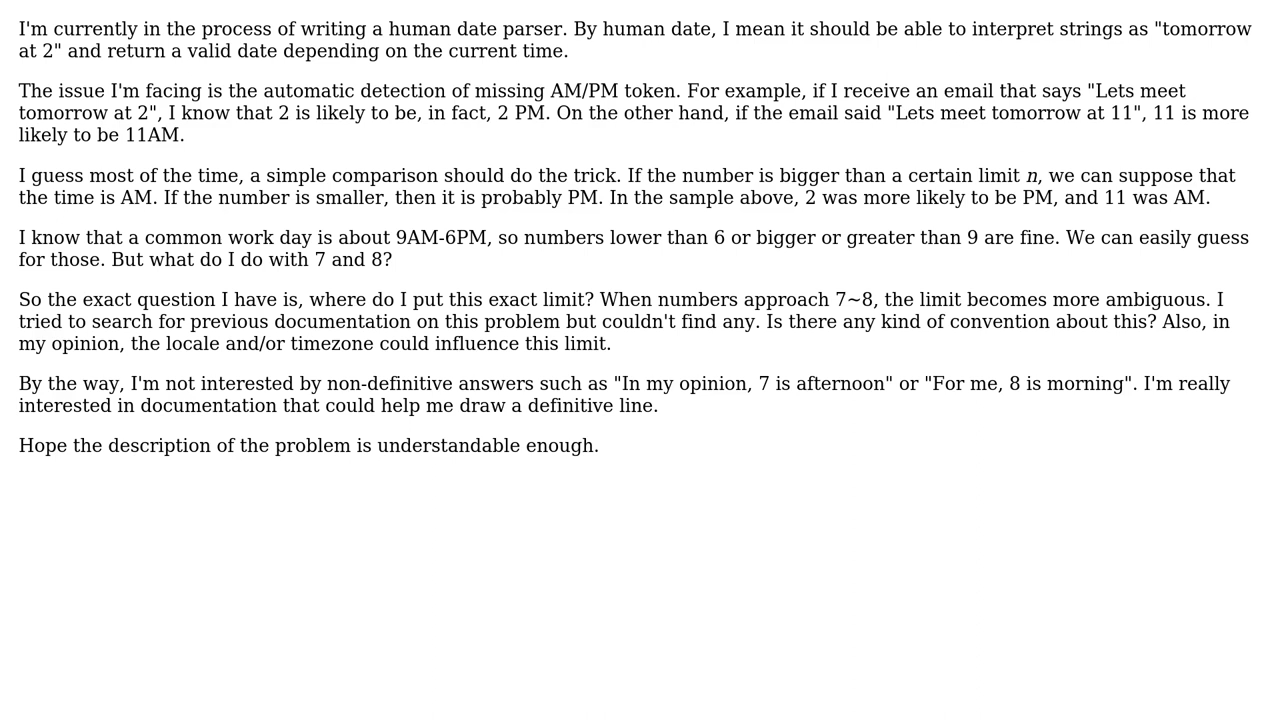 I'm currently in the process of writing a human date parser. By human date, I mean it should be able to interpret strings as "tomorrow
at 2" and return a valid date depending on the current time.
The issue I'm facing is the automatic detection of missing AM/PM token. For example, if I receive an email that says "Lets meet
tomorrow at 2", I know that 2 is likely to be, in fact, 2 PM. On the other hand, if the email said "Lets meet tomorrow at 11", 11 is more
likely to be 11AM.
I guess most of the time, a simple comparison should do the trick. If the number is bigger than a certain limit n, we can suppose that
the time is AM. If the number is smaller, then it is probably PM. In the sample above, 2 was more likely to be PM, and 11 was AM.
I know that a common work day is about 9AM-6PM, so numbers lower than 6 or bigger or greater than 9 are fine. We can easily guess
for those. But what do I do with 7 and 8?
So the exact question I have is, where do I put this exact limit? When numbers approach 7~8, the limit becomes more ambiguous. I
tried to search for previous documentation on this problem but couldn't find any. Is there any kind of convention about this? Also, in
my opinion, the locale and/or timezone could influence this limit.
By the way, I'm not interested by non-definitive answers such as "In my opinion, 7 is afternoon" or "For me, 8 is morning". I'm really
interested in documentation that could help me draw a definitive line.
Hope the description of the problem is understandable enough.